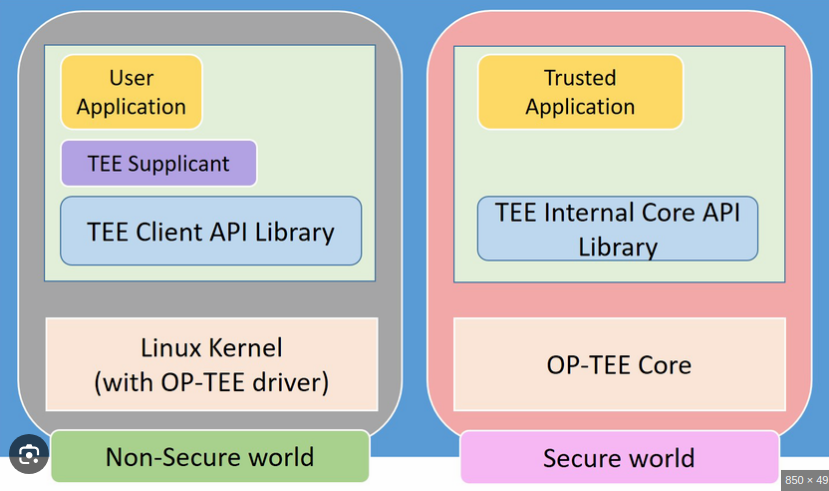 User
Application
TEE Supplicant
TEE Client API Library
Linux Kernel
(with OP-TEE driver)
Non-Secure world
Trusted
Application
TEE Internal Core API
Library
OP-TEE Core
Secure world
850 × 49